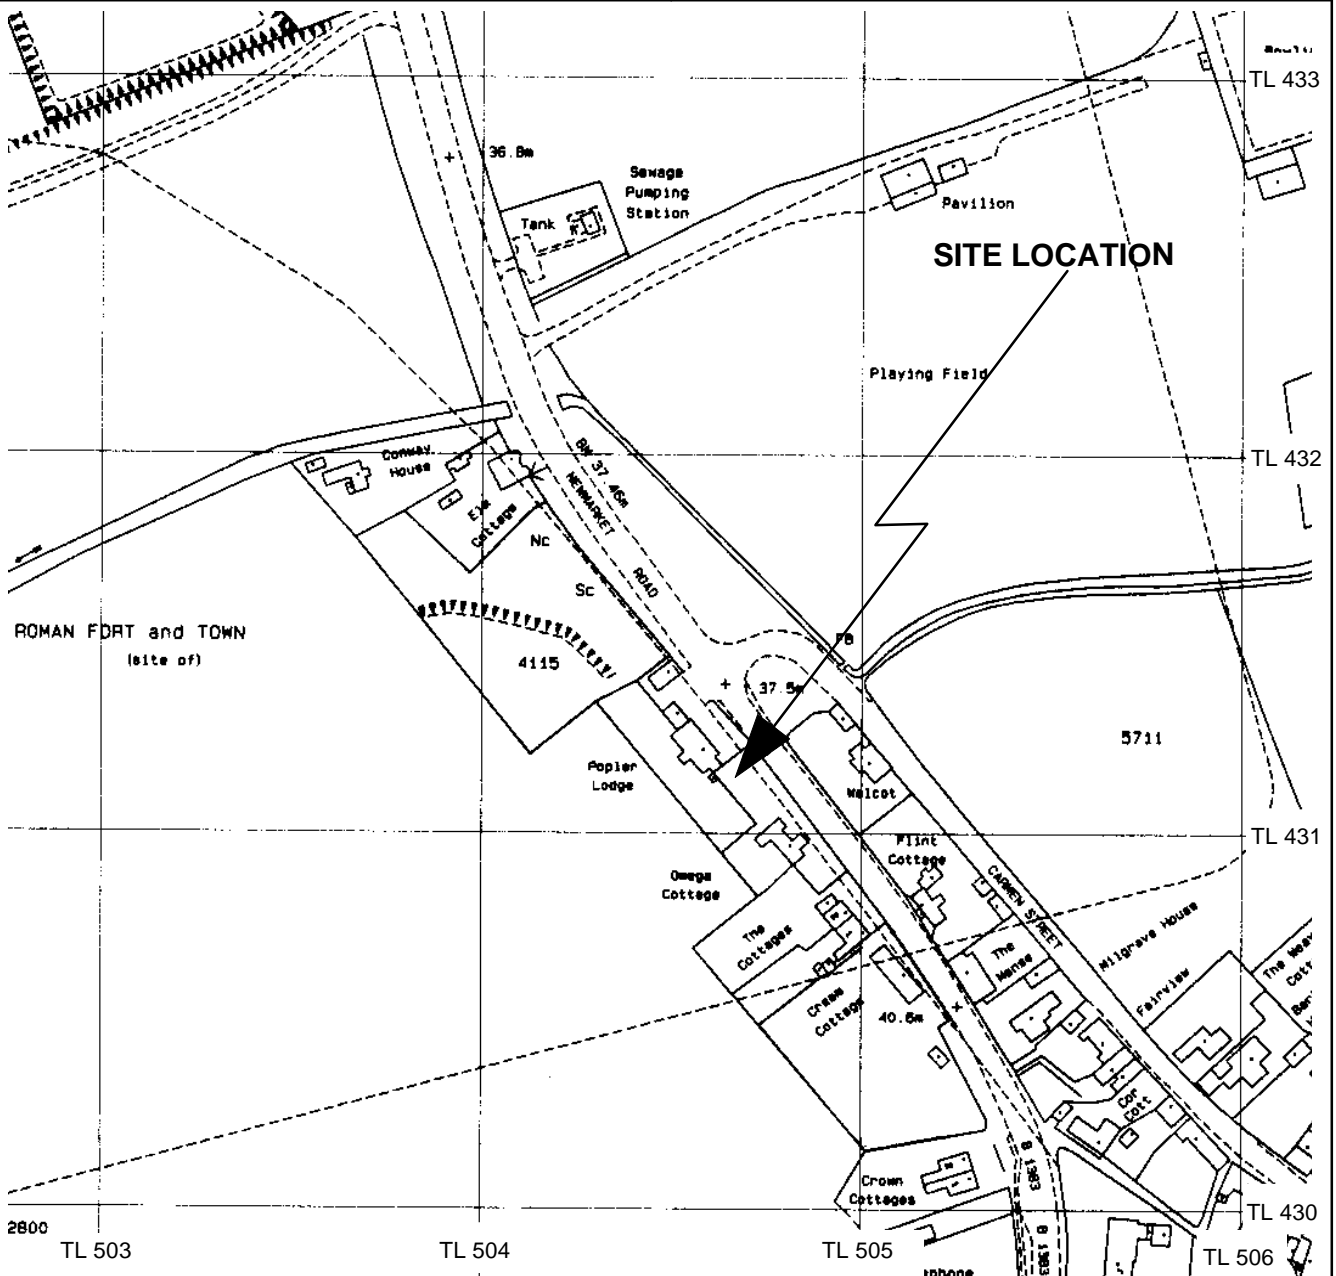 TL 433
36.8m
Sewage
Pumping
Station
Tank
Pavilion
SITE LOCATION
Playing Field
TL 432
Conway
House
BM 37.46m
Elm
Cottage
NEWMARKET
ROAD
Nc
Sc
ROMAN FORT and TOWN
(site of)
4115
FB
37.5m
5711
Poplar
Lodge
Walcot
TL 431
Flint
Cottage
Omega
Cottage
CARMEN STREET
The
Cottages
The
Manse
Milgrave House
Fairview
Cream
Cottage
40.6m
Cor
Cott
B 1383
Crown
Cottages
B 1383
TL 430
2800
TL 503
TL 504
TL 505
TL 506